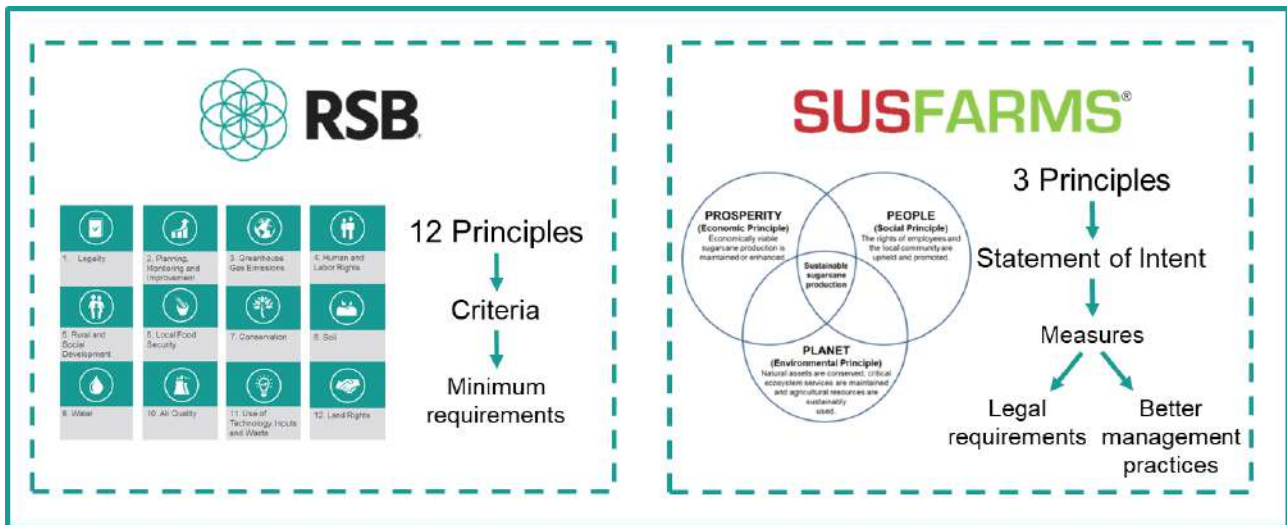 RSB
1. Legality
2. Planning,
Monitoring and
Improvement
3. Greenhouse
Gas Emissions
4. Human and
Labor Rights
5. Rural and
Social
Development
6. Local Food
Security
7. Conservation
8. Soil
9. Water
10. Air Quality
11. Use of
Technology, Inputs
and Waste
12. Land Rights
12 Principles
Criteria
Minimum
requirements
SUSFARMS®
PROSPERITY
(Economic Principle)
Economically viable
sugarcane production is
maintained or enhanced
PEOPLE
(Social Principle)
The rights of employees and
the local community are
upheld and promoted.
Sustainable
sugarcane
production
PLANET
(Environmental Principle)
Natural assets are conserved, critical
ecosystem services are maintained
and agricultural resources are
sustainably
used.
3 Principles
Statement of Intent
Measures
Legal
requirements
Better
management
practices